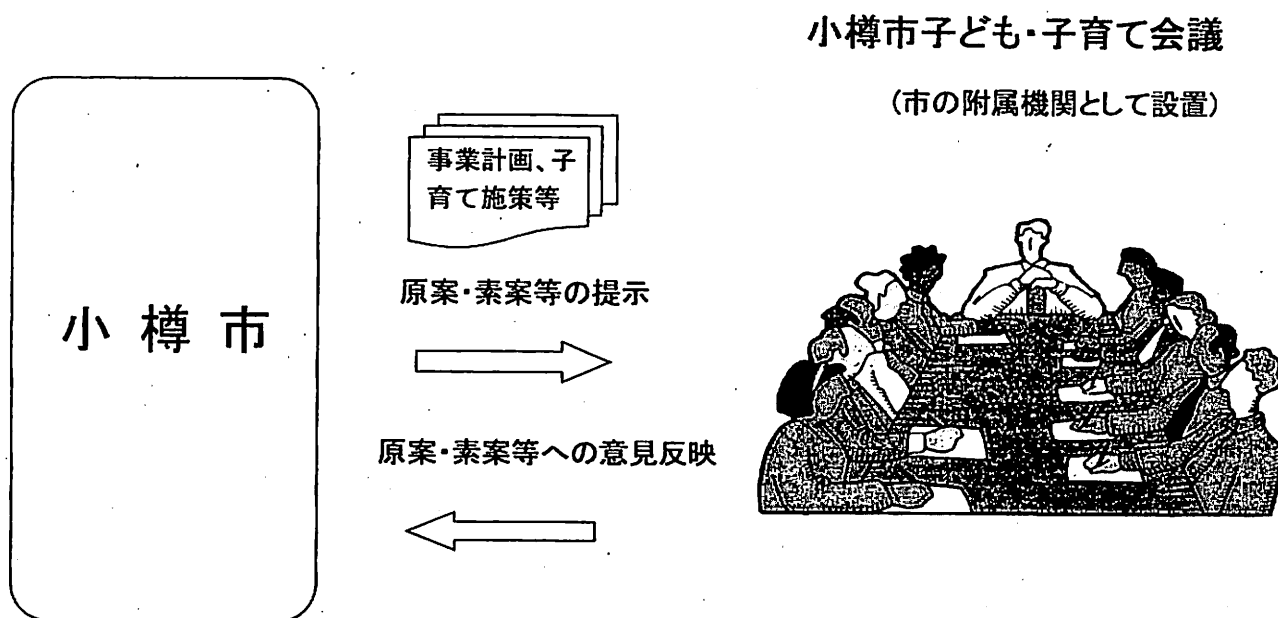 小樽市子ども・子育て会議
(市の附属機関として設置)
事業計画、子
育て施策等
原案・素案等の提示
小樽市
原案・素案等への意見反映